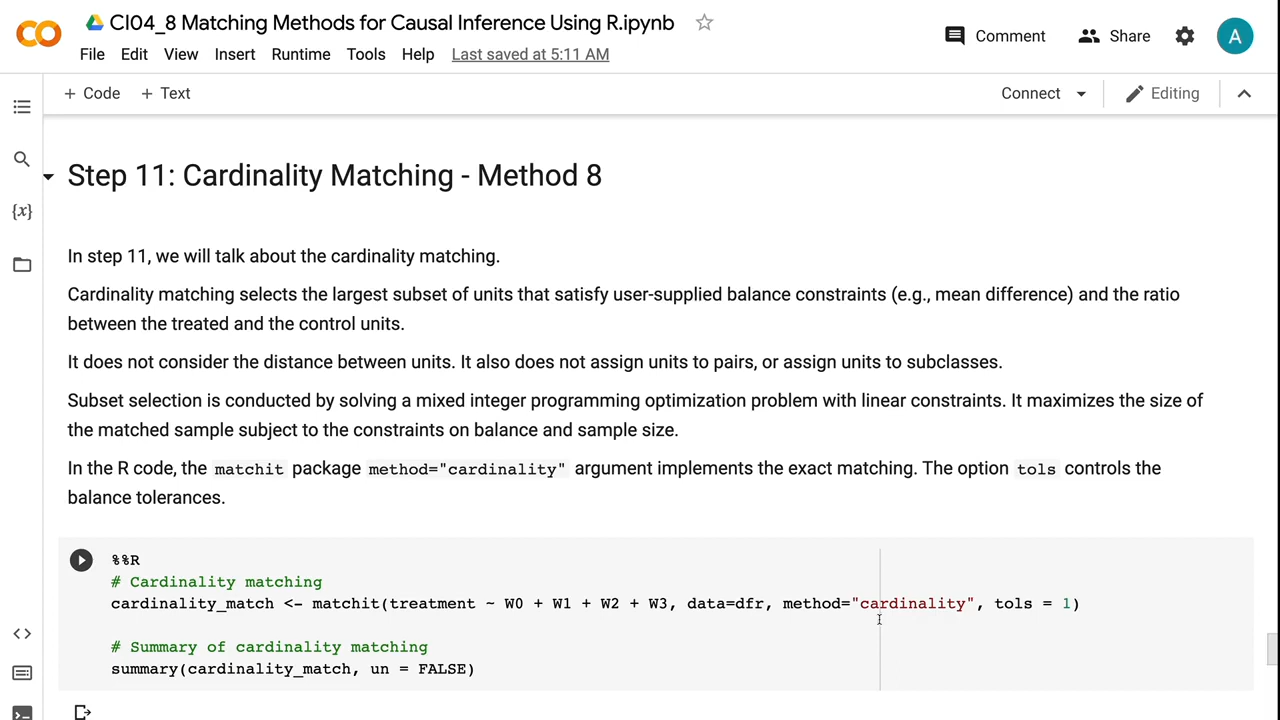 CI04_8 Matching Methods for Causal Inference Using R.ipynb
File Edit View Insert Runtime Tools Help Last saved at 5:11 AM
Comment Share A
+ Code + Text
Connect Editing
{x}
Step 11: Cardinality Matching - Method 8
In step 11, we will talk about the cardinality matching.
Cardinality matching selects the largest subset of units that satisfy user-supplied balance constraints (e.g., mean difference) and the ratio
between the treated and the control units.
It does not consider the distance between units. It also does not assign units to pairs, or assign units to subclasses.
Subset selection is conducted by solving a mixed integer programming optimization problem with linear constraints. It maximizes the size of
the matched sample subject to the constraints on balance and sample size.
In the R code, the matchit package method="cardinality" argument implements the exact matching. The option tols controls the
balance tolerances.
%%R
# Cardinality matching
cardinality_match <- matchit(treatment ~ W0 + W1 + W2 + W3, data=dfr, method="cardinality", tols = 1)
# Summary of cardinality matching
summary(cardinality_match, un = FALSE)